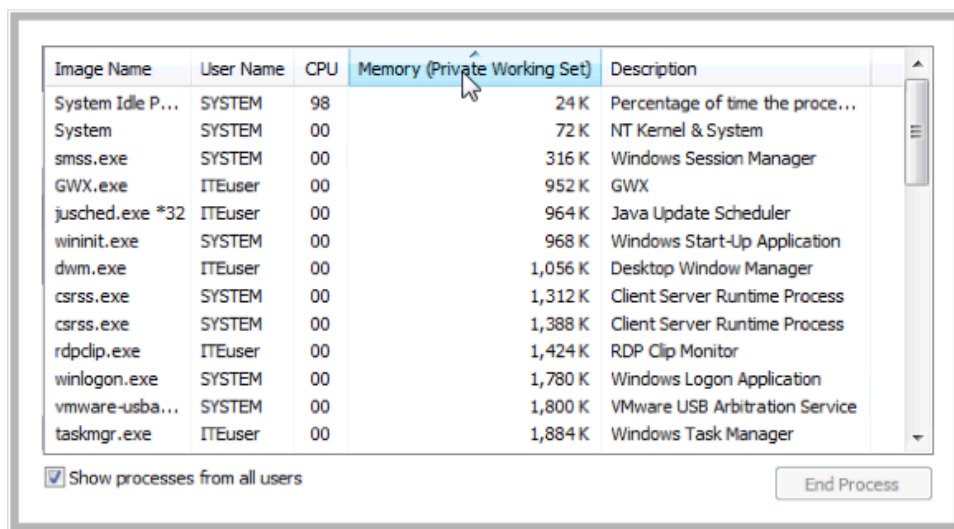 Image Name User Name CPU Memory (Private Working Set) Description
System Idle P... SYSTEM 98 24 K Percentage of time the proce...
System SYSTEM 00 72 K NT Kernel & System
smss.exe SYSTEM 00 316 K Windows Session Manager
GWX.exe ITEuser 00 952 K GWX
jusched.exe *32 ITEuser 00 964 K Java Update Scheduler
wininit.exe SYSTEM 00 968 K Windows Start-Up Application
dwm.exe ITEuser 00 1,056 K Desktop Window Manager
csrss.exe SYSTEM 00 1,312 K Client Server Runtime Process
csrss.exe SYSTEM 00 1,388 K Client Server Runtime Process
rdpclip.exe ITEuser 00 1,424 K RDP Clip Monitor
winlogon.exe SYSTEM 00 1,780 K Windows Logon Application
vmware-usba... SYSTEM 00 1,800 K VMware USB Arbitration Service
taskmgr.exe ITEuser 00 1,884 K Windows Task Manager
Show processes from all users
End Process